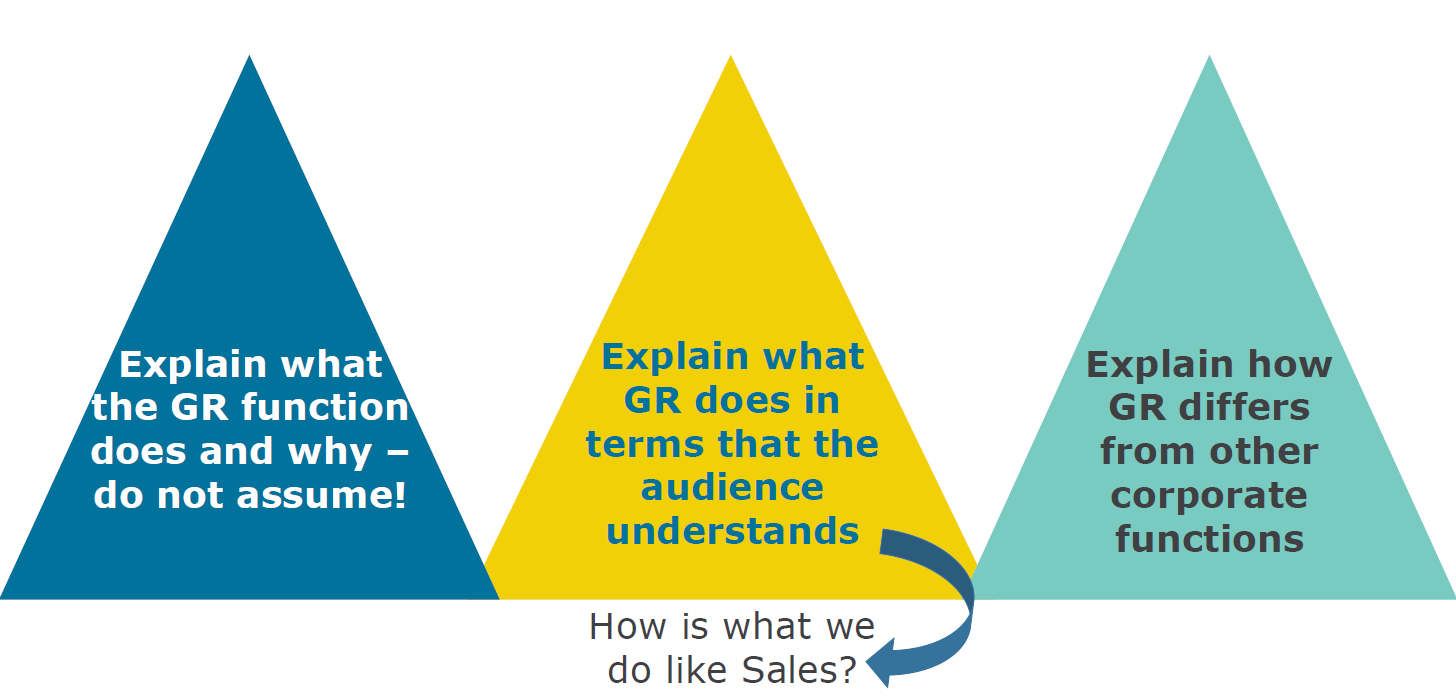 Explain what
the GR function
does and why –
do not assume!
Explain what
GR does in
terms that the
audience
understands
How is what we
do like Sales?
Explain how
GR differs
from other
corporate
functions